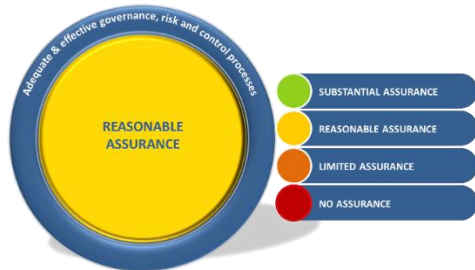 Adequate & effective governance, risk and control processes
REASONABLE
ASSURANCE
SUBSTANTIAL ASSURANCE
REASONABLE ASSURANCE
LIMITED ASSURANCE
NO ASSURANCE